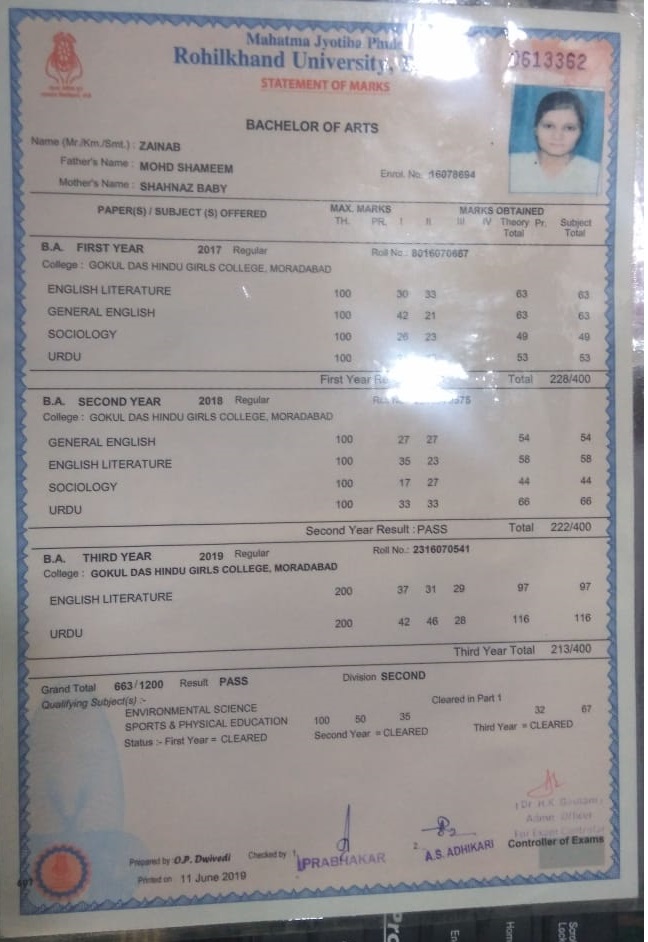 Mahatma Jyotiba
Rohilkhand University,
0613362
STATEMENT OF MARKS
BACHELOR OF ARTS
Name (Mr./Km./Smt.) : ZAINAB
Father's Name : MOHD SHAMEEM
Enrol. No. 16078694
Mother's Name : SHAHNAZ BABY
PAPER(S) / SUBJECT (S) OFFERED MAX. MARKS MARKS OBTAINED
TH. PR. I II III IV Theory Total Pr. Subject Total
B.A. FIRST YEAR 2017 Regular Roll No.: 8016070667
College : GOKUL DAS HINDU GIRLS COLLEGE, MORADABAD
ENGLISH LITERATURE 100 30 33 63 63
GENERAL ENGLISH 100 42 21 63 63
SOCIOLOGY 100 26 23 49 49
URDU 100 53 53
First Year Total 228/400
B.A. SECOND YEAR 2018 Regular
College : GOKUL DAS HINDU GIRLS COLLEGE, MORADABAD
GENERAL ENGLISH 100 27 27 54 54
ENGLISH LITERATURE 100 35 23 58 58
SOCIOLOGY 100 17 27 44 44
URDU 100 33 33 66 66
Second Year Result : PASS Total 222/400
B.A. THIRD YEAR 2019 Regular Roll No.: 2316070541
College : GOKUL DAS HINDU GIRLS COLLEGE, MORADABAD
ENGLISH LITERATURE 200 37 31 29 97 97
URDU 200 42 46 28 116 116
Third Year Total 213/400
Grand Total 663/1200 Result PASS Division SECOND
Qualifying Subject(s) :-
ENVIRONMENTAL SCIENCE Cleared in Part 1
SPORTS & PHYSICAL EDUCATION 100 50 35 32 67
Status :- First Year = CLEARED Second Year = CLEARED Third Year = CLEARED
Admn. Officer
For Exam Controller
Prepared by O.P. Dwivedi Checked by 1. PRABHAKAR 2. A.S. ADHIKARI Controller of Exams
Printed on 11 June 2019